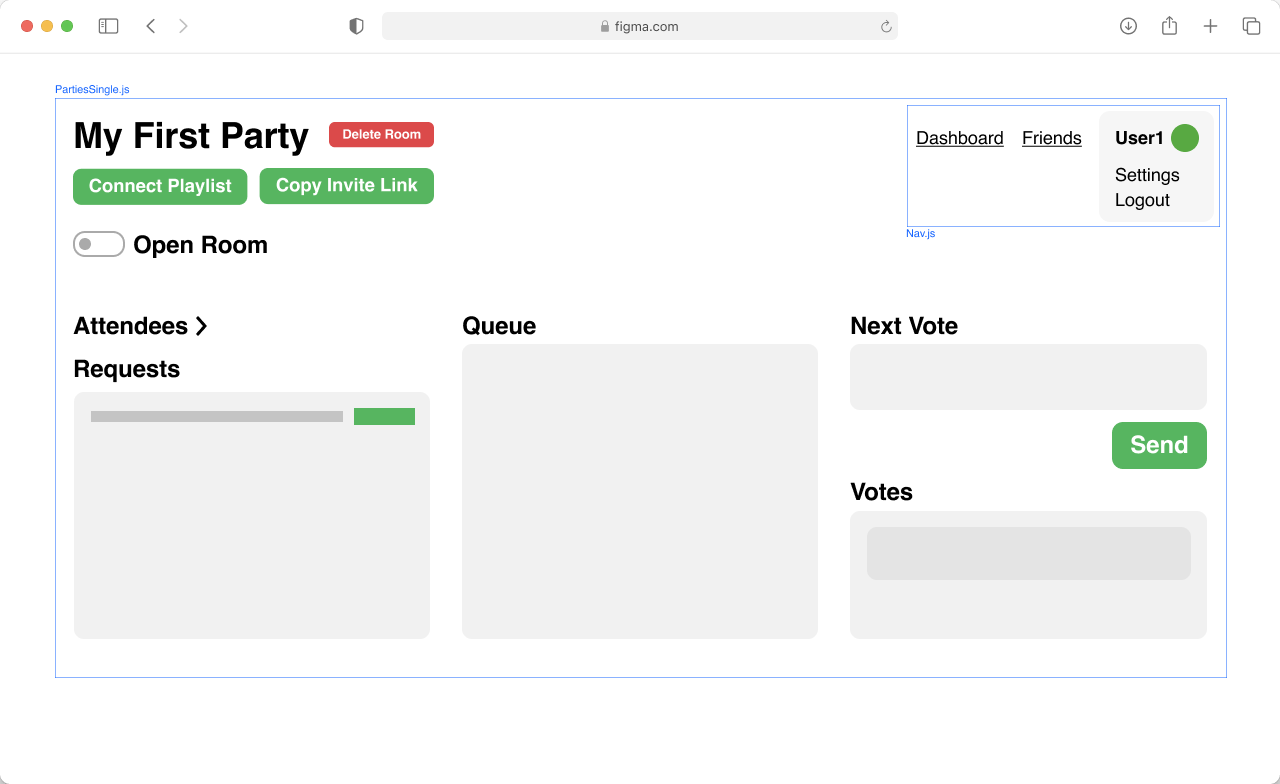 figma.com
PartiesSingle.js
My First Party
Delete Room
Connect Playlist
Copy Invite Link
Open Room
Dashboard
Friends
User1
Settings
Logout
Nav.js
Attendees
Requests
Queue
Next Vote
Send
Votes